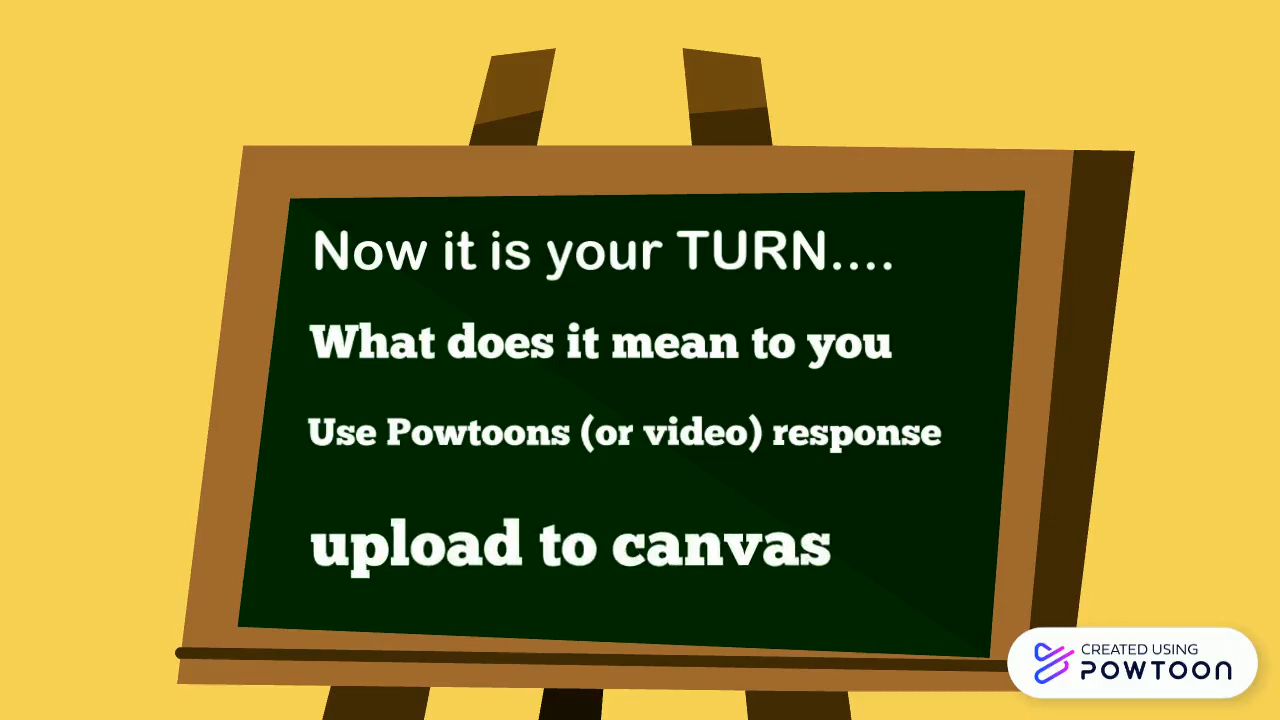 Now it is your TURN....
What does it mean to you
Use Powtoons (or video) response
upload to canvas
CREATED USING
POWTOON